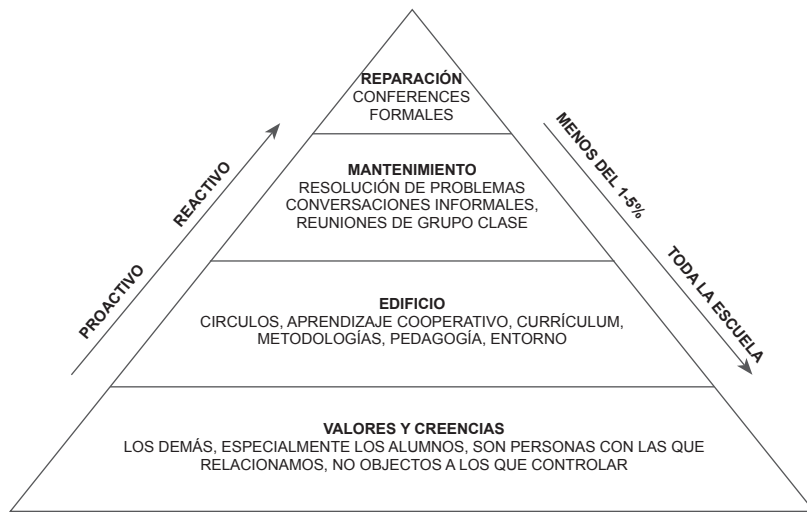 REPARACIÓN
CONFERENCES
FORMALES
MANTENIMIENTO
RESOLUCIÓN DE PROBLEMAS
CONVERSACIONES INFORMALES,
REUNIONES DE GRUPO CLASE
EDIFICIO
CIRCULOS, APRENDIZAJE COOPERATIVO, CURRÍCULUM,
METODOLOGÍAS, PEDAGOGÍA, ENTORNO
VALORES Y CREENCIAS
LOS DEMÁS, ESPECIALMENTE LOS ALUMNOS, SON PERSONAS CON LAS QUE
RELACIONAMOS, NO OBJECTOS A LOS QUE CONTROLAR
PROACTIVO
REACTIVO
MENOS DEL 1-5%
TODA LA ESCUELA